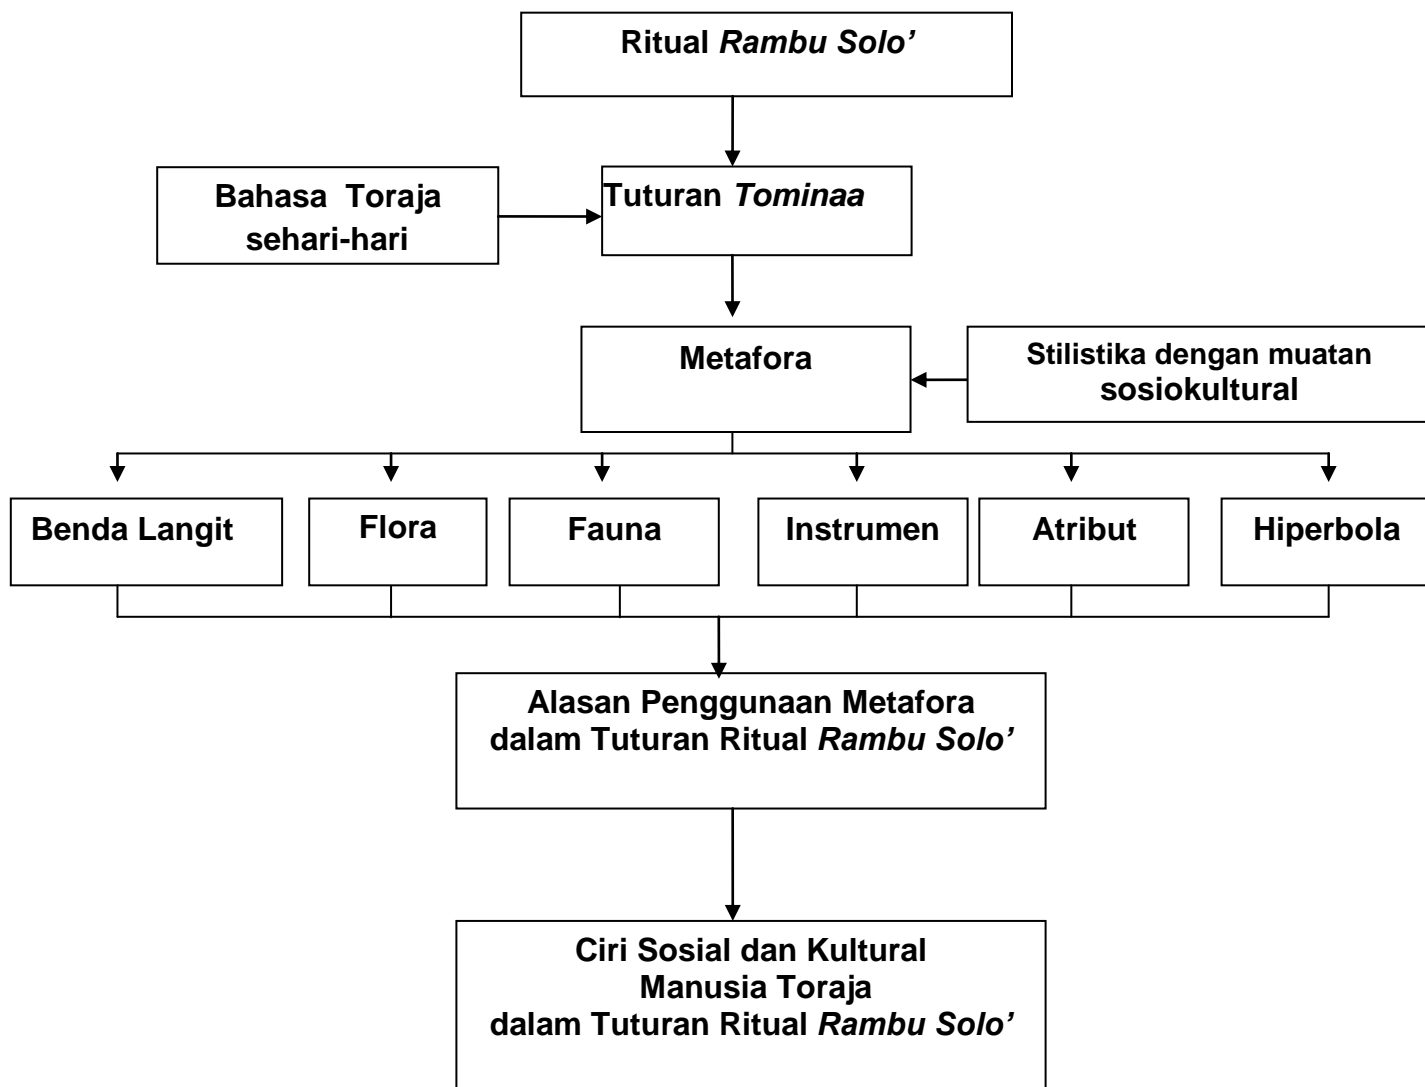 Ritual Rambu Solo’
Bahasa Toraja
sehari-hari
Tuturan Tominaa
Metafora
Stilistika dengan muatan
sosiokultural
Benda Langit
Flora
Fauna
Instrumen
Atribut
Hiperbola
Alasan Penggunaan Metafora
dalam Tuturan Ritual Rambu Solo’
Ciri Sosial dan Kultural
Manusia Toraja
dalam Tuturan Ritual Rambu Solo’